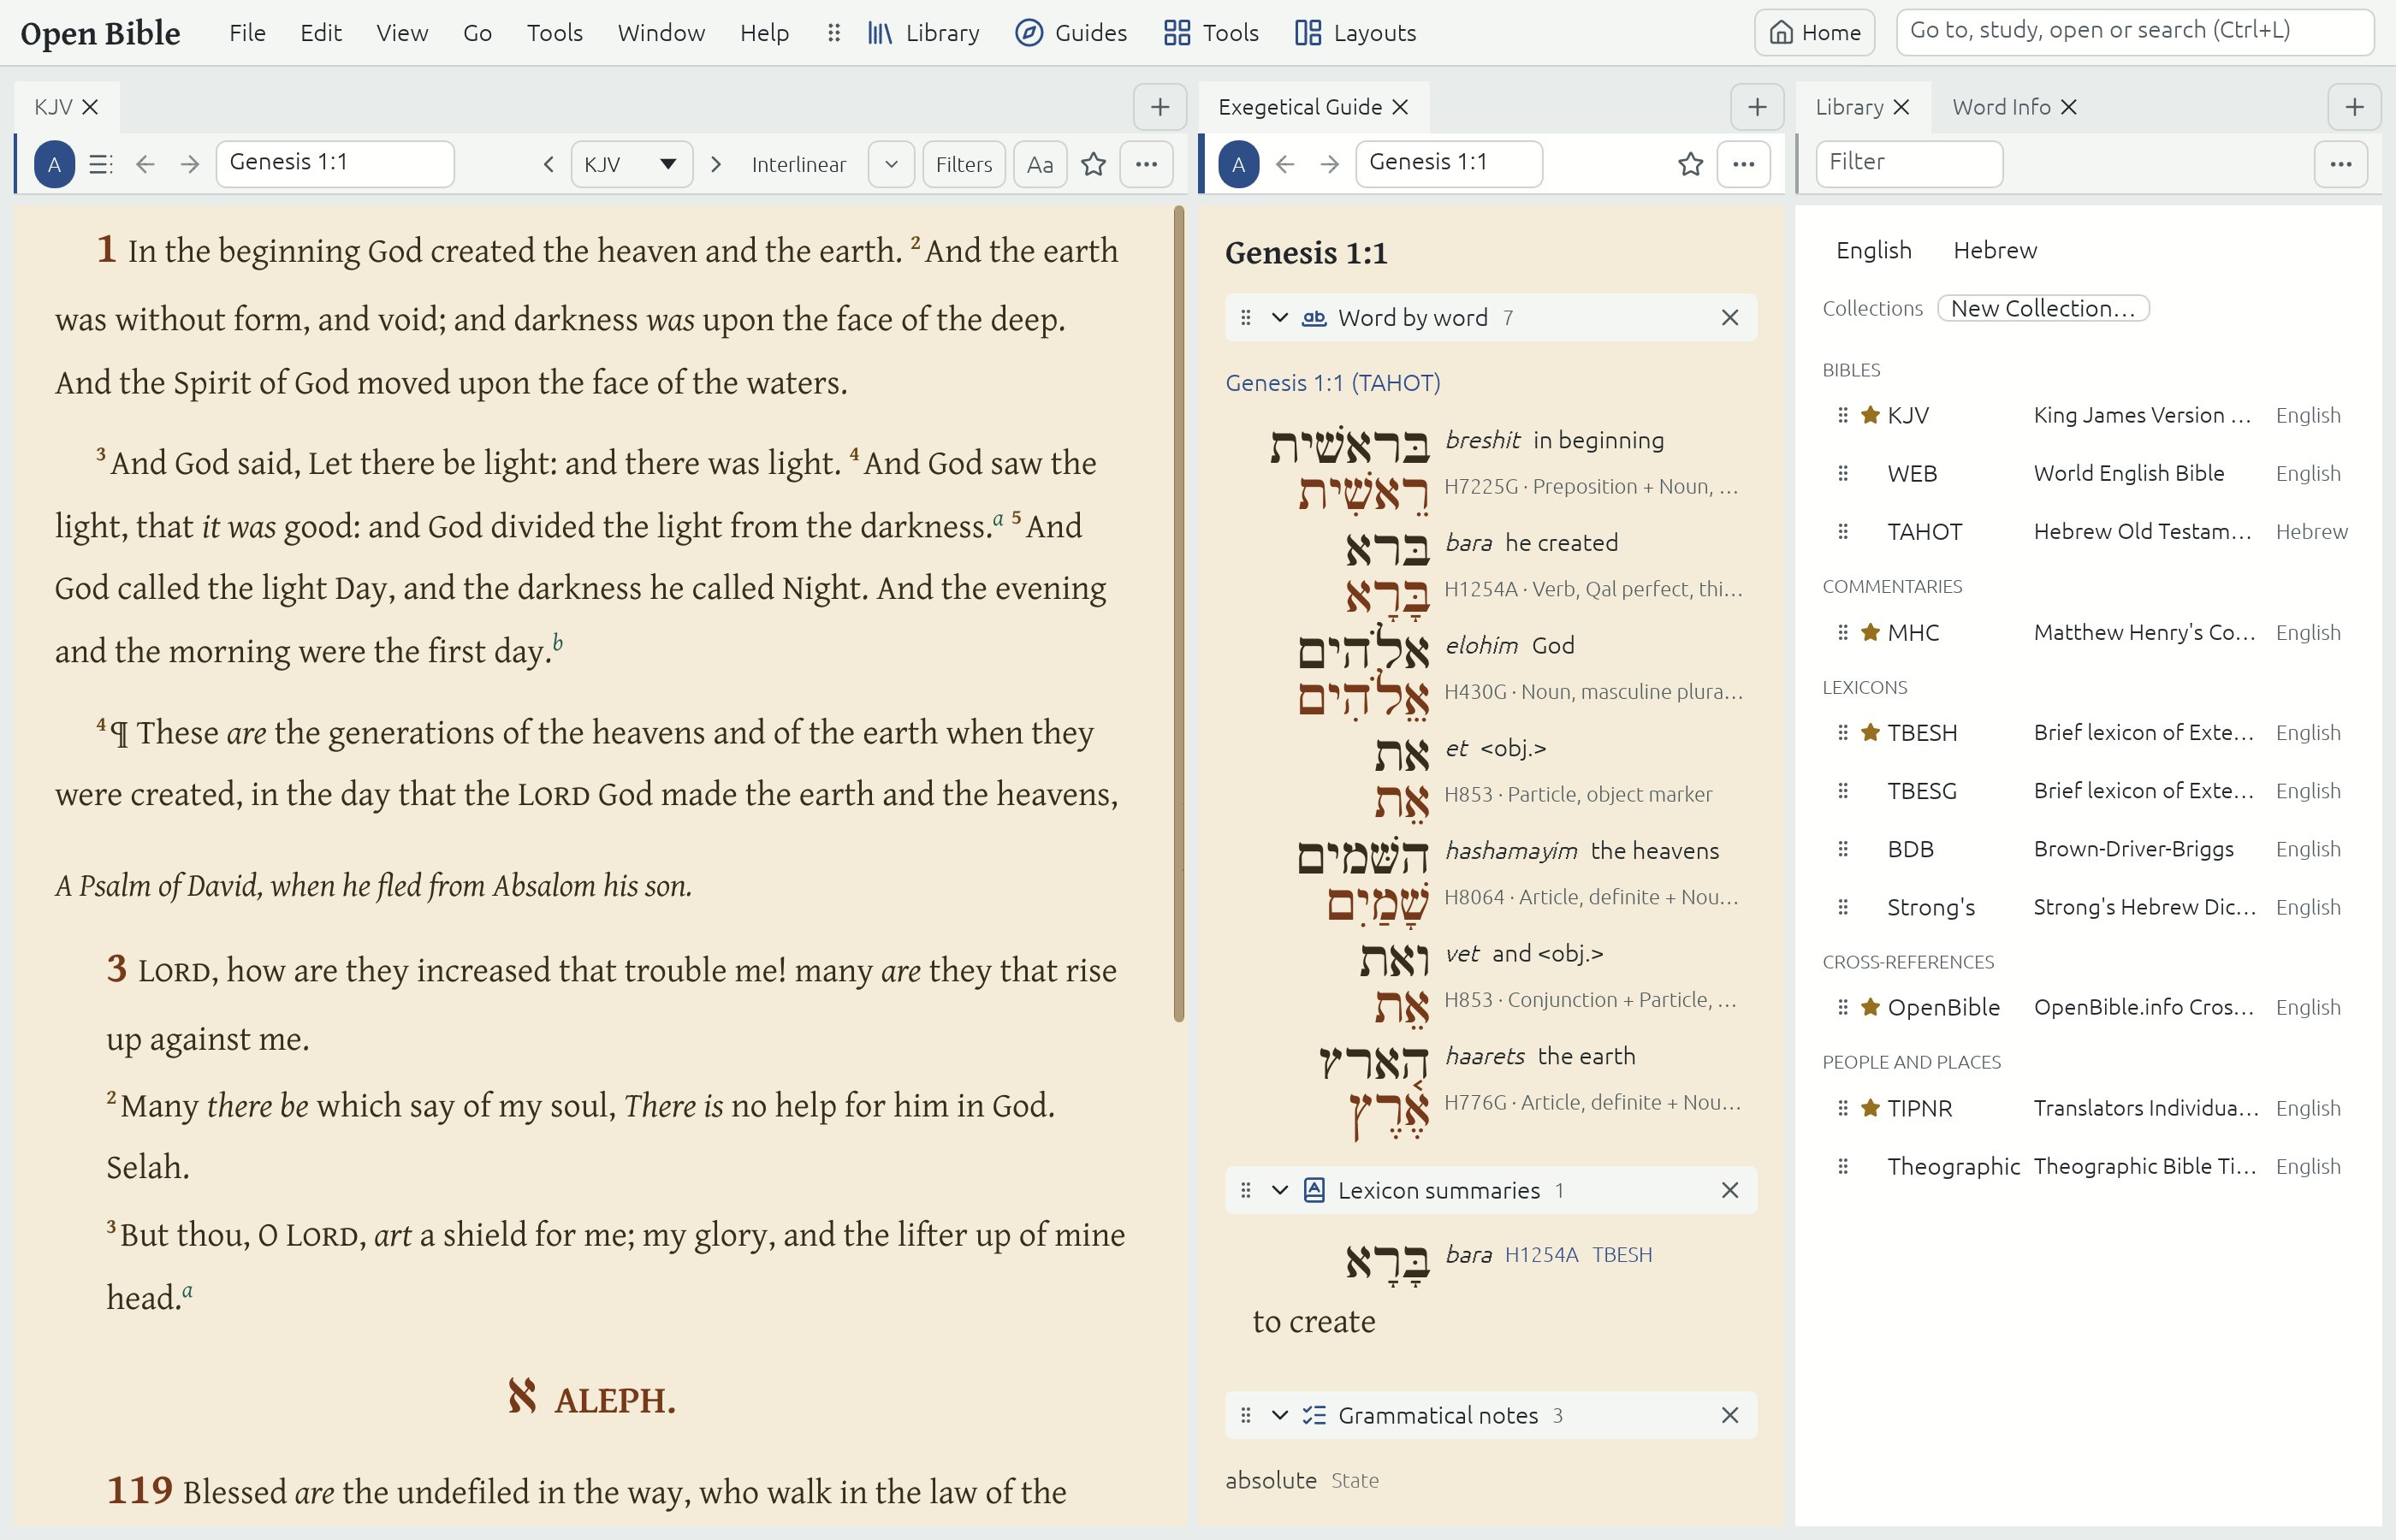 Open Bible File Edit View Go Tools Window Help Library Guides Tools Layouts Home Go to, study, open or search (Ctrl+L)
KJV
A Genesis 1:1 KJV Interlinear Filters Aa
1 In the beginning God created the heaven and the earth. 2 And the earth
was without form, and void; and darkness was upon the face of the deep.
And the Spirit of God moved upon the face of the waters.
3 And God said, Let there be light: and there was light. 4 And God saw the
light, that it was good: and God divided the light from the darkness.a 5 And
God called the light Day, and the darkness he called Night. And the evening
and the morning were the first day.b
4 ¶ These are the generations of the heavens and of the earth when they
were created, in the day that the LORD God made the earth and the heavens,
A Psalm of David, when he fled from Absalom his son.
3 LORD, how are they increased that trouble me! many are they that rise
up against me.
2 Many there be which say of my soul, There is no help for him in God.
Selah.
3 But thou, O LORD, art a shield for me; my glory, and the lifter up of mine
head.a
א ALEPH.
119 Blessed are the undefiled in the way, who walk in the law of the
Exegetical Guide
A Genesis 1:1
Genesis 1:1
Word by word 7
Genesis 1:1 (TAHOT)
בּראשׁית breshit in beginning
רֵאשִׁית H7225G · Preposition + Noun, …
בּרא bara he created
בָּרָא H1254A · Verb, Qal perfect, thi…
אלֹהים elohim God
אֱלֹהִים H430G · Noun, masculine plura…
את et <obj.>
אֵת H853 · Particle, object marker
השּׁמים hashamayim the heavens
שָׁמַיִם H8064 · Article, definite + Nou…
ואת vet and <obj.>
אֵת H853 · Conjunction + Particle, …
הארץ haarets the earth
אֶ֫רֶץ H776G · Article, definite + Nou…
Lexicon summaries 1
בָּרָא bara H1254A TBESH
to create
Grammatical notes 3
absolute State
Library Word Info
Filter
English Hebrew
Collections New Collection…
BIBLES
KJV King James Version … English
WEB World English Bible English
TAHOT Hebrew Old Testam… Hebrew
COMMENTARIES
MHC Matthew Henry's Co… English
LEXICONS
TBESH Brief lexicon of Exte… English
TBESG Brief lexicon of Exte… English
BDB Brown-Driver-Briggs English
Strong's Strong's Hebrew Dic… English
CROSS-REFERENCES
OpenBible OpenBible.info Cros… English
PEOPLE AND PLACES
TIPNR Translators Individua… English
Theographic Theographic Bible Ti… English